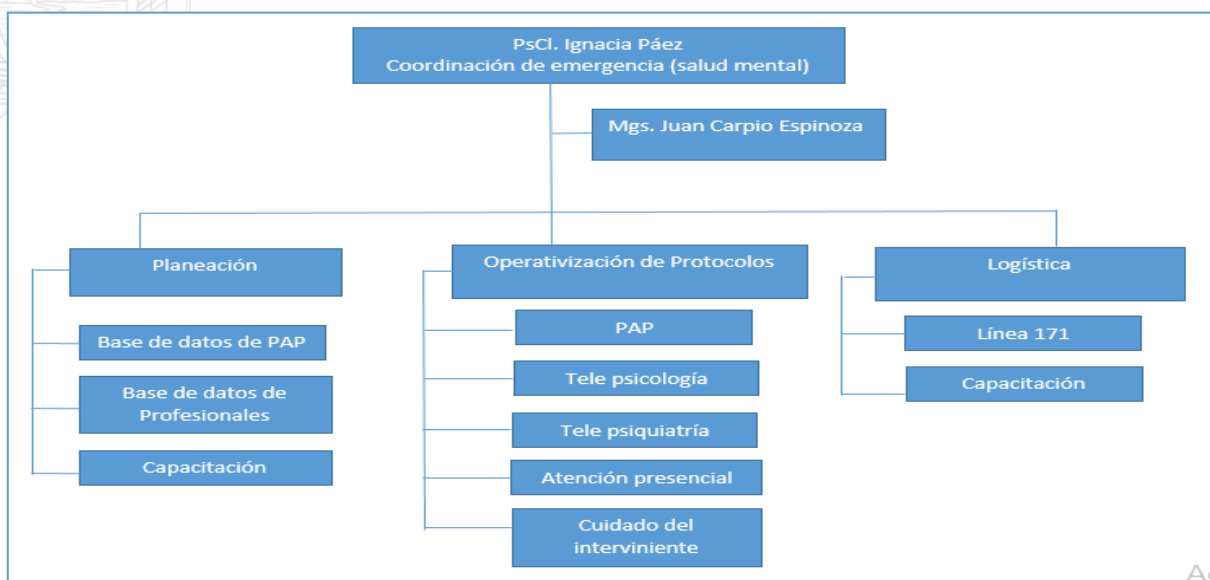 PsCl. Ignacia Páez
Coordinación de emergencia (salud mental)
Mgs. Juan Carpio Espinoza
Planeación
Base de datos de PAP
Base de datos de
Profesionales
Capacitación
Operativización de Protocolos
PAP
Tele psicología
Tele psiquiatría
Atención presencial
Cuidado del
interviniente
Logística
Línea 171
Capacitación